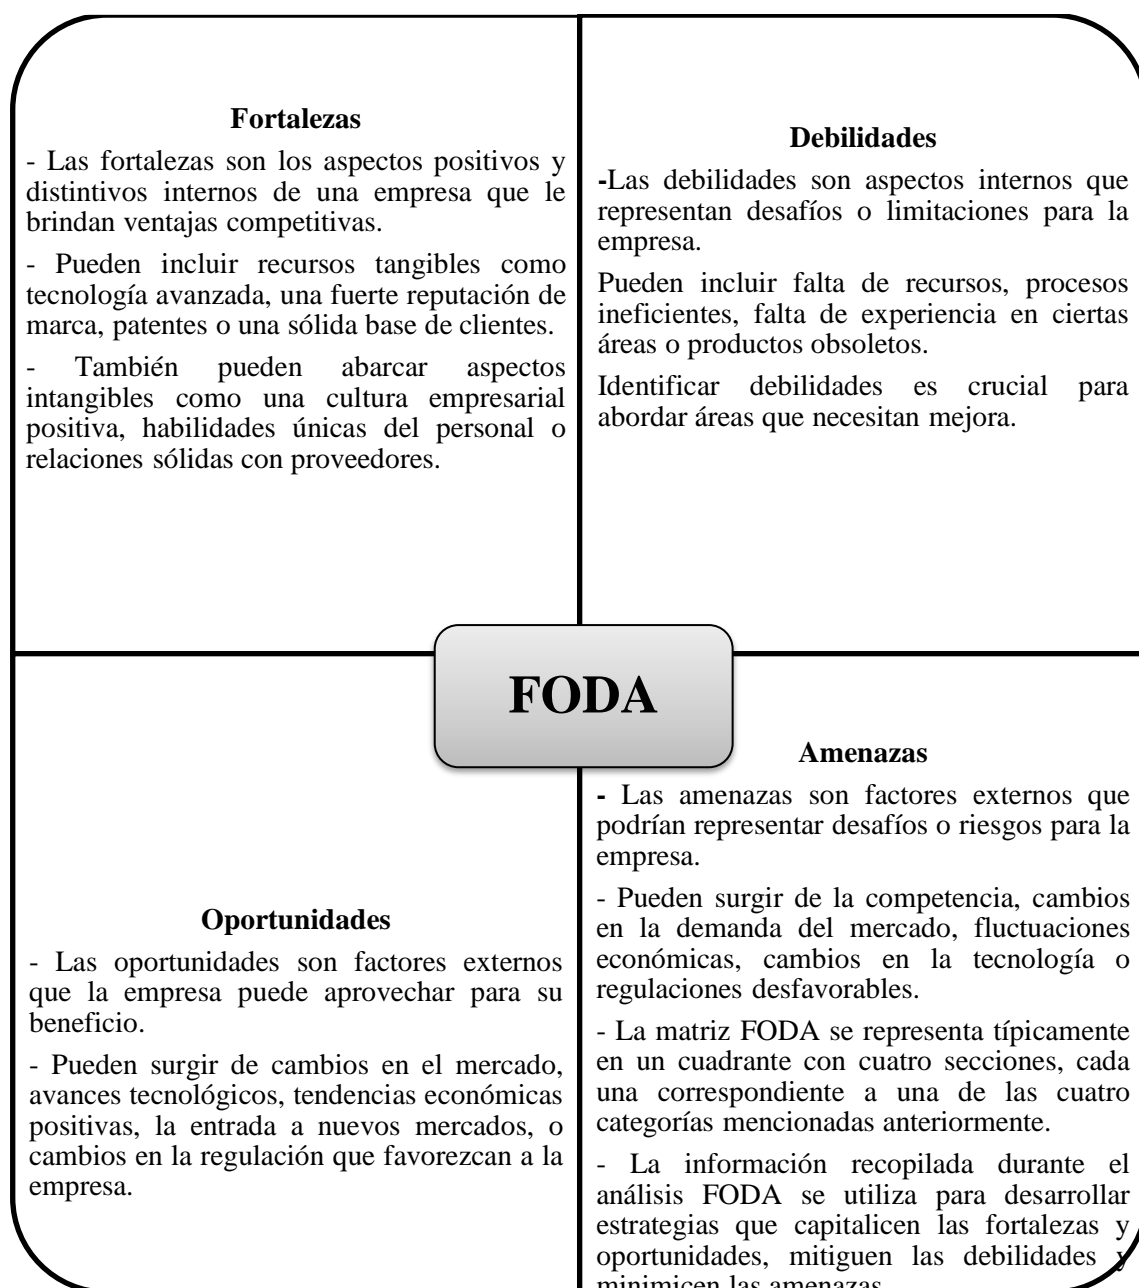 Fortalezas
- Las fortalezas son los aspectos positivos y
distintivos internos de una empresa que le
brindan ventajas competitivas.
- Pueden incluir recursos tangibles como
tecnología avanzada, una fuerte reputación de
marca, patentes o una sólida base de clientes.
- También pueden abarcar aspectos
intangibles como una cultura empresarial
positiva, habilidades únicas del personal o
relaciones sólidas con proveedores.
Debilidades
-Las debilidades son aspectos internos que
representan desafíos o limitaciones para la
empresa.
Pueden incluir falta de recursos, procesos
ineficientes, falta de experiencia en ciertas
áreas o productos obsoletos.
Identificar debilidades es crucial para
abordar áreas que necesitan mejora.
FODA
Oportunidades
- Las oportunidades son factores externos
que la empresa puede aprovechar para su
beneficio.
- Pueden surgir de cambios en el mercado,
avances tecnológicos, tendencias económicas
positivas, la entrada a nuevos mercados, o
cambios en la regulación que favorezcan a la
empresa.
Amenazas
- Las amenazas son factores externos que
podrían representar desafíos o riesgos para la
empresa.
- Pueden surgir de la competencia, cambios
en la demanda del mercado, fluctuaciones
económicas, cambios en la tecnología o
regulaciones desfavorables.
- La matriz FODA se representa típicamente
en un cuadrante con cuatro secciones, cada
una correspondiente a una de las cuatro
categorías mencionadas anteriormente.
- La información recopilada durante el
análisis FODA se utiliza para desarrollar
estrategias que capitalicen las fortalezas y
oportunidades, mitiguen las debilidades y
minimicen las amenazas